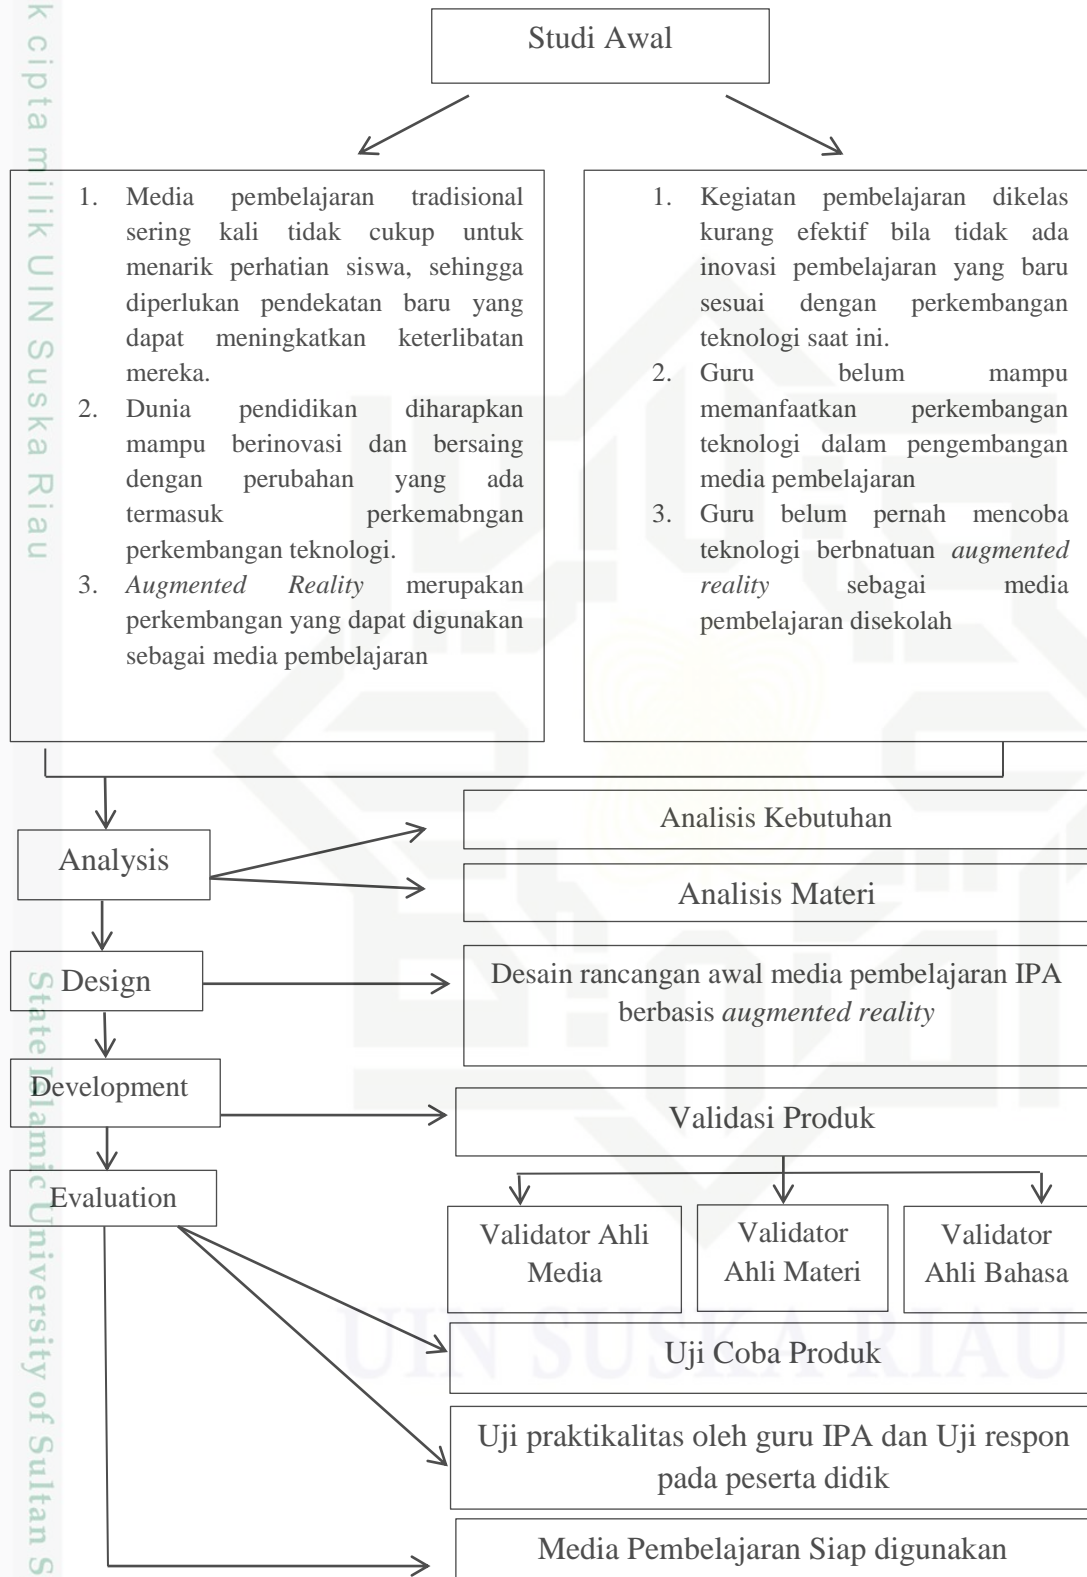 Studi Awal
1. Media pembelajaran tradisional
sering kali tidak cukup untuk
menarik perhatian siswa, sehingga
diperlukan pendekatan baru yang
dapat meningkatkan keterlibatan
mereka.
2. Dunia pendidikan diharapkan
mampu berinovasi dan bersaing
dengan perubahan yang ada
termasuk perkemabngan
perkembangan teknologi.
3. Augmented Reality merupakan
perkembangan yang dapat digunakan
sebagai media pembelajaran
1. Kegiatan pembelajaran dikelas
kurang efektif bila tidak ada
inovasi pembelajaran yang baru
sesuai dengan perkembangan
teknologi saat ini.
2. Guru belum mampu
memanfaatkan perkembangan
teknologi dalam pengembangan
media pembelajaran
3. Guru belum pernah mencoba
teknologi berbnatuan augmented
reality sebagai media
pembelajaran disekolah
Analysis
Analisis Kebutuhan
Analisis Materi
Design
Desain rancangan awal media pembelajaran IPA
berbasis augmented reality
Development
Validasi Produk
Evaluation
Validator Ahli
Media
Validator
Ahli Materi
Validator
Ahli Bahasa
Uji Coba Produk
Uji praktikalitas oleh guru IPA dan Uji respon
pada peserta didik
Media Pembelajaran Siap digunakan
k cipta milik UIN Suska Riau
State Islamic University of Sultan S
UIN SUSKA RIAU